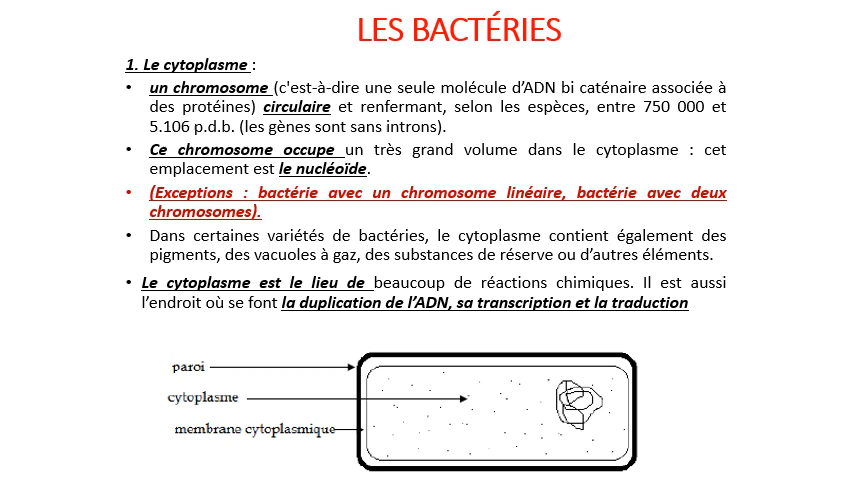 LES BACTÉRIES
1. Le cytoplasme :
• un chromosome (c'est-à-dire une seule molécule d’ADN bi caténaire associée à
des protéines) circulaire et renfermant, selon les espèces, entre 750 000 et
5.106 p.d.b. (les gènes sont sans introns).
• Ce chromosome occupe un très grand volume dans le cytoplasme : cet
emplacement est le nucléoïde.
• (Exceptions : bactérie avec un chromosome linéaire, bactérie avec deux
chromosomes).
• Dans certaines variétés de bactéries, le cytoplasme contient également des
pigments, des vacuoles à gaz, des substances de réserve ou d’autres éléments.
• Le cytoplasme est le lieu de beaucoup de réactions chimiques. Il est aussi
l’endroit où se font la duplication de l’ADN, sa transcription et la traduction
paroi
cytoplasme
membrane cytoplasmique